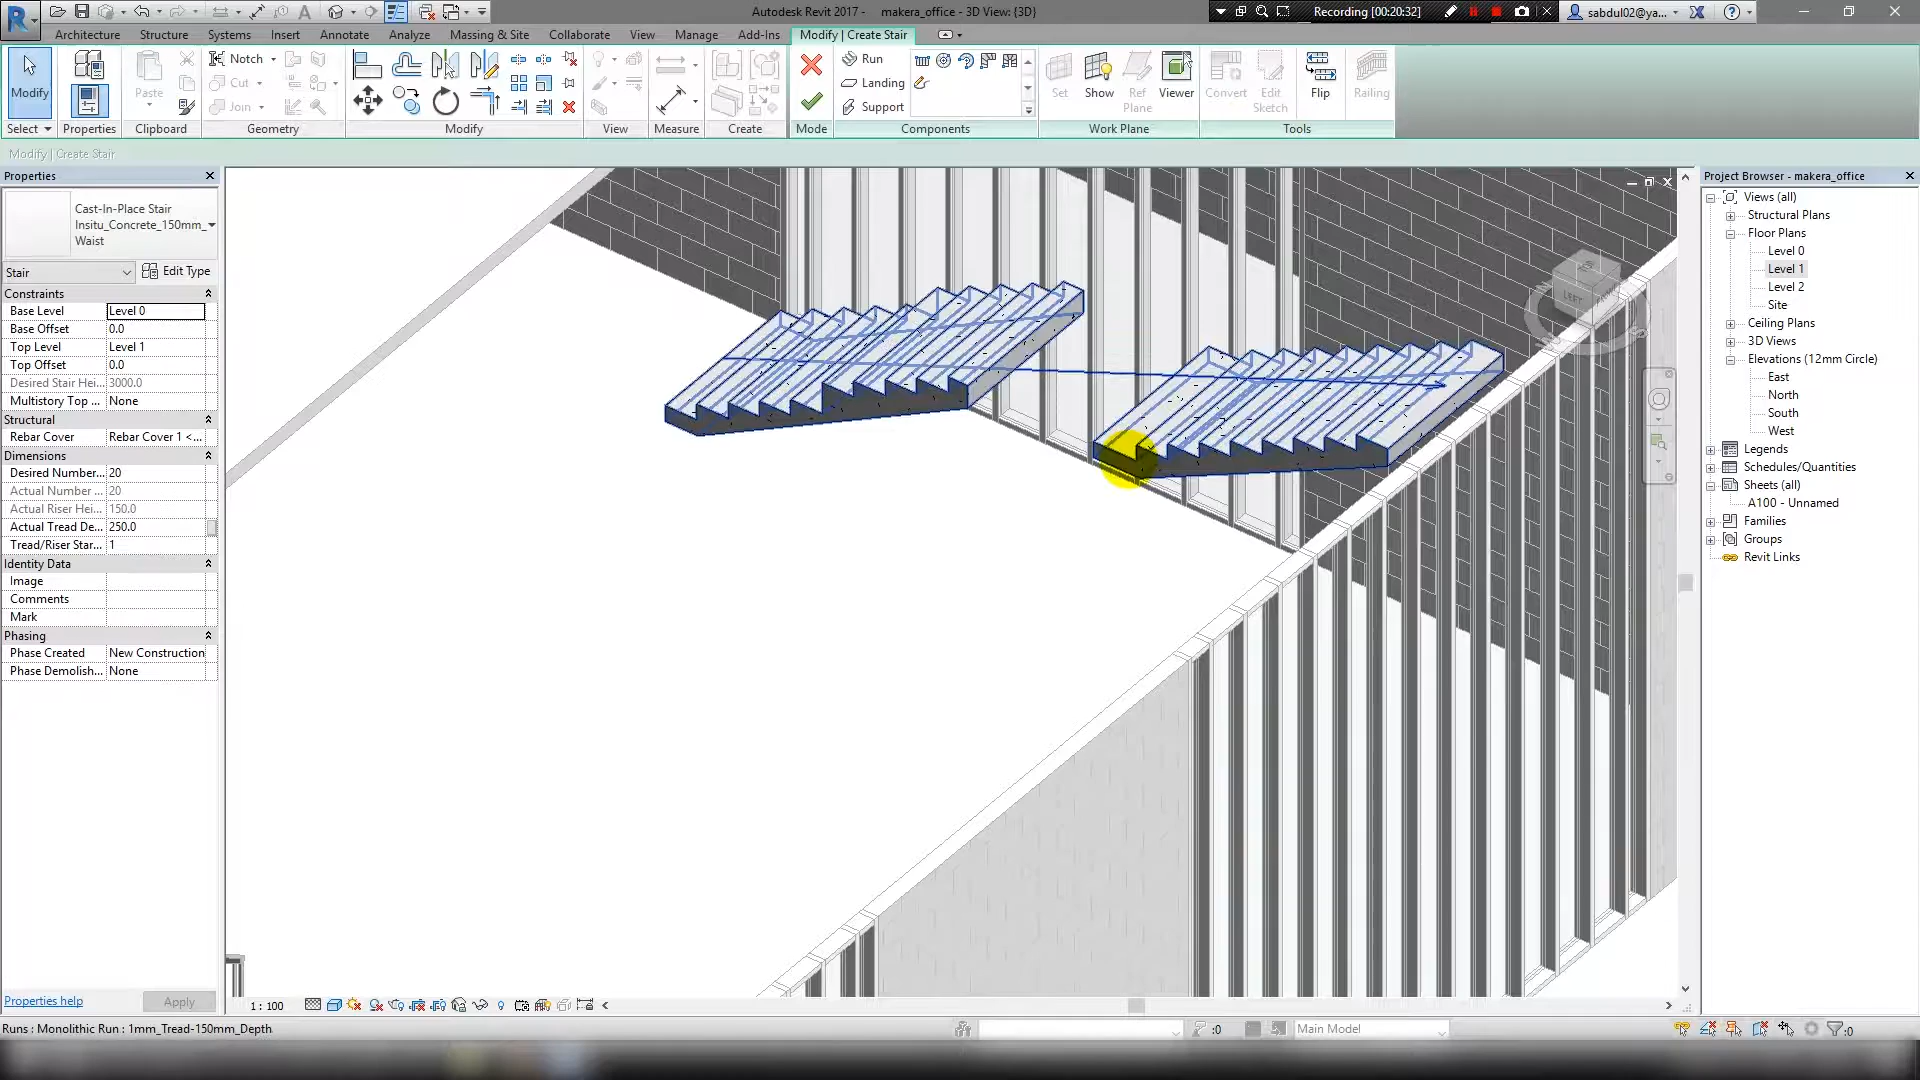 Autodesk Revit 2017 - makera_office - 3D View: {3D}
Recording [00:20:32]
sabdul02@ya...
Architecture Structure Systems Insert Annotate Analyze Massing & Site Collaborate View Manage Add-Ins Modify | Create Stair
Modify
Properties
Paste
Notch
Cut
Join
Run
Landing
Support
Set
Show
Ref Plane
Viewer
Convert
Edit Sketch
Flip
Railing
Select Properties Clipboard Geometry Modify View Measure Create Mode Components Work Plane Tools
Modify | Create Stair
Properties
Cast-In-Place Stair
Insitu_Concrete_150mm_
Waist
Stair
Edit Type
Constraints
Base Level Level 0
Base Offset 0.0
Top Level Level 1
Top Offset 0.0
Desired Stair Hei... 3000.0
Multistory Top ... None
Structural
Rebar Cover Rebar Cover 1 <...
Dimensions
Desired Number... 20
Actual Number ... 20
Actual Riser Hei... 150.0
Actual Tread De... 250.0
Tread/Riser Star... 1
Identity Data
Image
Comments
Mark
Phasing
Phase Created New Construction
Phase Demolish... None
Properties help
Apply
LEFT
Project Browser - makera_office
Views (all)
Structural Plans
Floor Plans
Level 0
Level 1
Level 2
Site
Ceiling Plans
3D Views
Elevations (12mm Circle)
East
North
South
West
Legends
Schedules/Quantities
Sheets (all)
A100 - Unnamed
Families
Groups
Revit Links
1 : 100
Runs : Monolithic Run : 1mm_Tread-150mm_Depth
:0
Main Model
:0